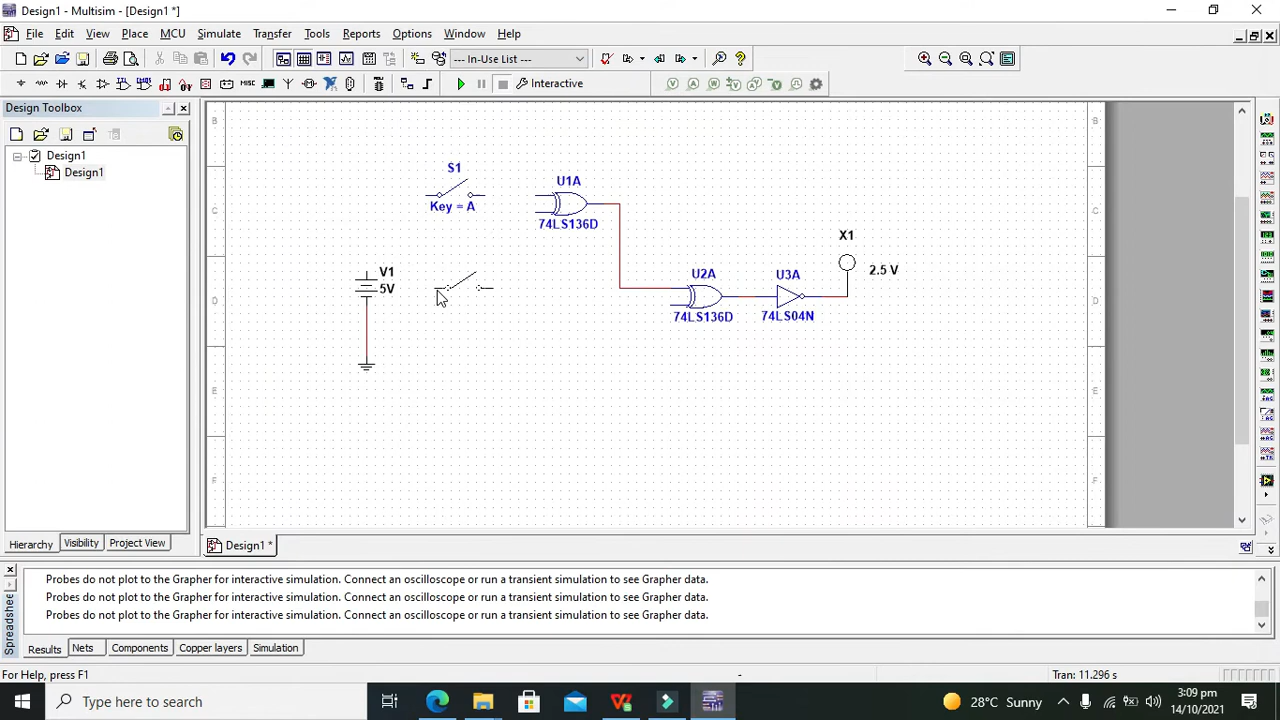 Design1 - Multisim - [Design1 *]
File Edit View Place MCU Simulate Transfer Tools Reports Options Window Help
--- In-Use List ---
MISC
Interactive
Design Toolbox
Design1
Design1
B
B
C
C
D
D
E
E
F
F
S1
Key = A
U1A
74LS136D
V1
5V
U2A
74LS136D
U3A
74LS04N
X1
2.5 V
Hierarchy Visibility Project View
Design1 *
Spreadsheet
Probes do not plot to the Grapher for interactive simulation. Connect an oscilloscope or run a transient simulation to see Grapher data.
Probes do not plot to the Grapher for interactive simulation. Connect an oscilloscope or run a transient simulation to see Grapher data.
Probes do not plot to the Grapher for interactive simulation. Connect an oscilloscope or run a transient simulation to see Grapher data.
Results Nets Components Copper layers Simulation
For Help, press F1
-
Tran: 11.296 s
Type here to search
28°C Sunny
3:09 pm
14/10/2021